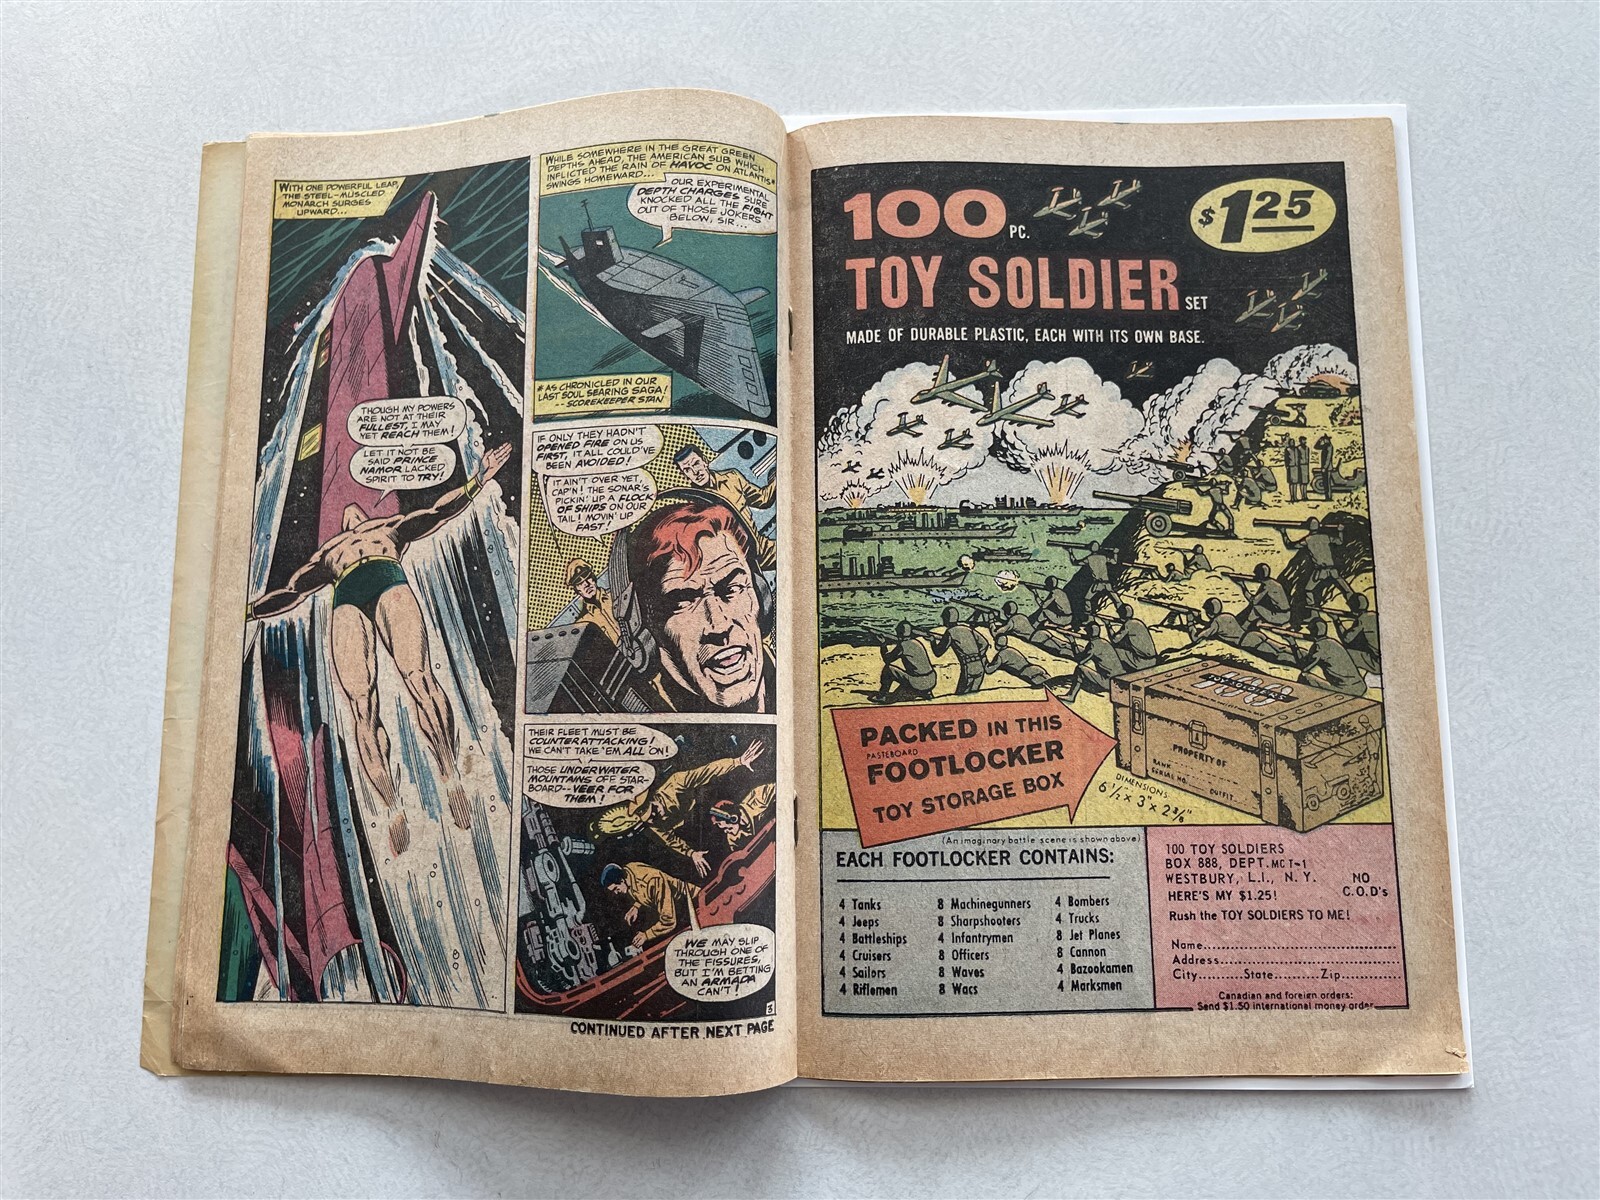 WITH ONE POWERFUL LEAP,
THE STEEL-MUSCLED
MONARCH SURGES
UPWARD...
THOUGH MY POWERS
ARE NOT AT THEIR
FULLEST, I MAY
YET REACH THEM!
LET IT NOT BE
SAID PRINCE
NAMOR LACKED
SPIRIT TO TRY!
WHILE SOMEWHERE IN THE GREAT GREEN
DEPTHS AHEAD, THE AMERICAN SUB WHICH
INFLICTED THE RAIN OF HAVOC ON ATLANTIS*
SWINGS HOMEWARD...
OUR EXPERIMENTAL
DEPTH CHARGES SURE
KNOCKED ALL THE FIGHT
OUT OF THOSE JOKERS
BELOW, SIR...
* AS CHRONICLED IN OUR
LAST SOUL SEARING SAGA!
-- SCOREKEEPER STAN
IF ONLY THEY HADN'T
OPENED FIRE ON US
FIRST, IT ALL COULD'VE
BEEN AVOIDED!
IT AIN'T OVER YET,
CAP'N! THE SONAR'S
PICKIN' UP A FLOCK
OF SHIPS ON OUR
TAIL! MOVIN' UP
FAST!
THEIR FLEET MUST BE
COUNTERATTACKING!
WE CAN'T TAKE 'EM ALL ON!
THOSE UNDERWATER
MOUNTAINS OFF STAR-
BOARD--VEER FOR
THEM!
WE MAY SLIP
THROUGH ONE OF
THE FISSURES,
BUT I'M BETTING
AN ARMADA
CAN'T!
3
CONTINUED AFTER NEXT PAGE
100 PC.
$1.25
TOY SOLDIER SET
MADE OF DURABLE PLASTIC, EACH WITH ITS OWN BASE.
PACKED IN THIS
PASTEBOARD
FOOTLOCKER
TOY STORAGE BOX
100
PROPERTY OF
RANK
SERIAL NO.
OUTFIT
DIMENSIONS
6 1/2" x 3" x 2 3/8"
(An imaginary battle scene is shown above)
EACH FOOTLOCKER CONTAINS:
4 Tanks
4 Jeeps
4 Battleships
4 Cruisers
4 Sailors
4 Riflemen
8 Machinegunners
8 Sharpshooters
4 Infantrymen
8 Officers
8 Waves
8 Wacs
4 Bombers
4 Trucks
8 Jet Planes
8 Cannon
4 Bazookamen
4 Marksmen
100 TOY SOLDIERS
BOX 888, DEPT. MC T-1
WESTBURY, L.I., N. Y.
HERE'S MY $1.25!
NO
C.O.D's
Rush the TOY SOLDIERS TO ME!
Name
Address
City........State........Zip
Canadian and foreign orders:
Send $1.50 international money order